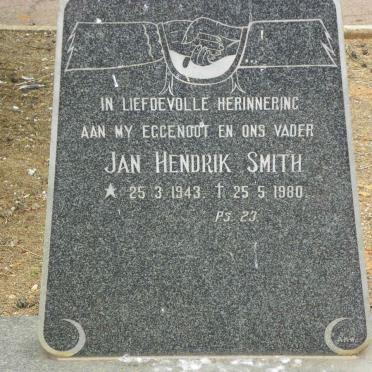 IN LIEFDEVOLLE HERINNERING
AAN MY EGGENOOT EN ONS VADER
JAN HENDRIK SMITH
★ 25 3 1943. † 25 5 1980.
PS. 23